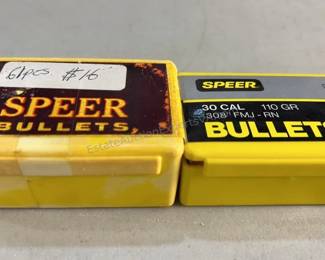 61pcs. $16
SPEER
BULLETS
SPEER
30 CAL 110 GR
.308" FMJ - RN
BULLETS